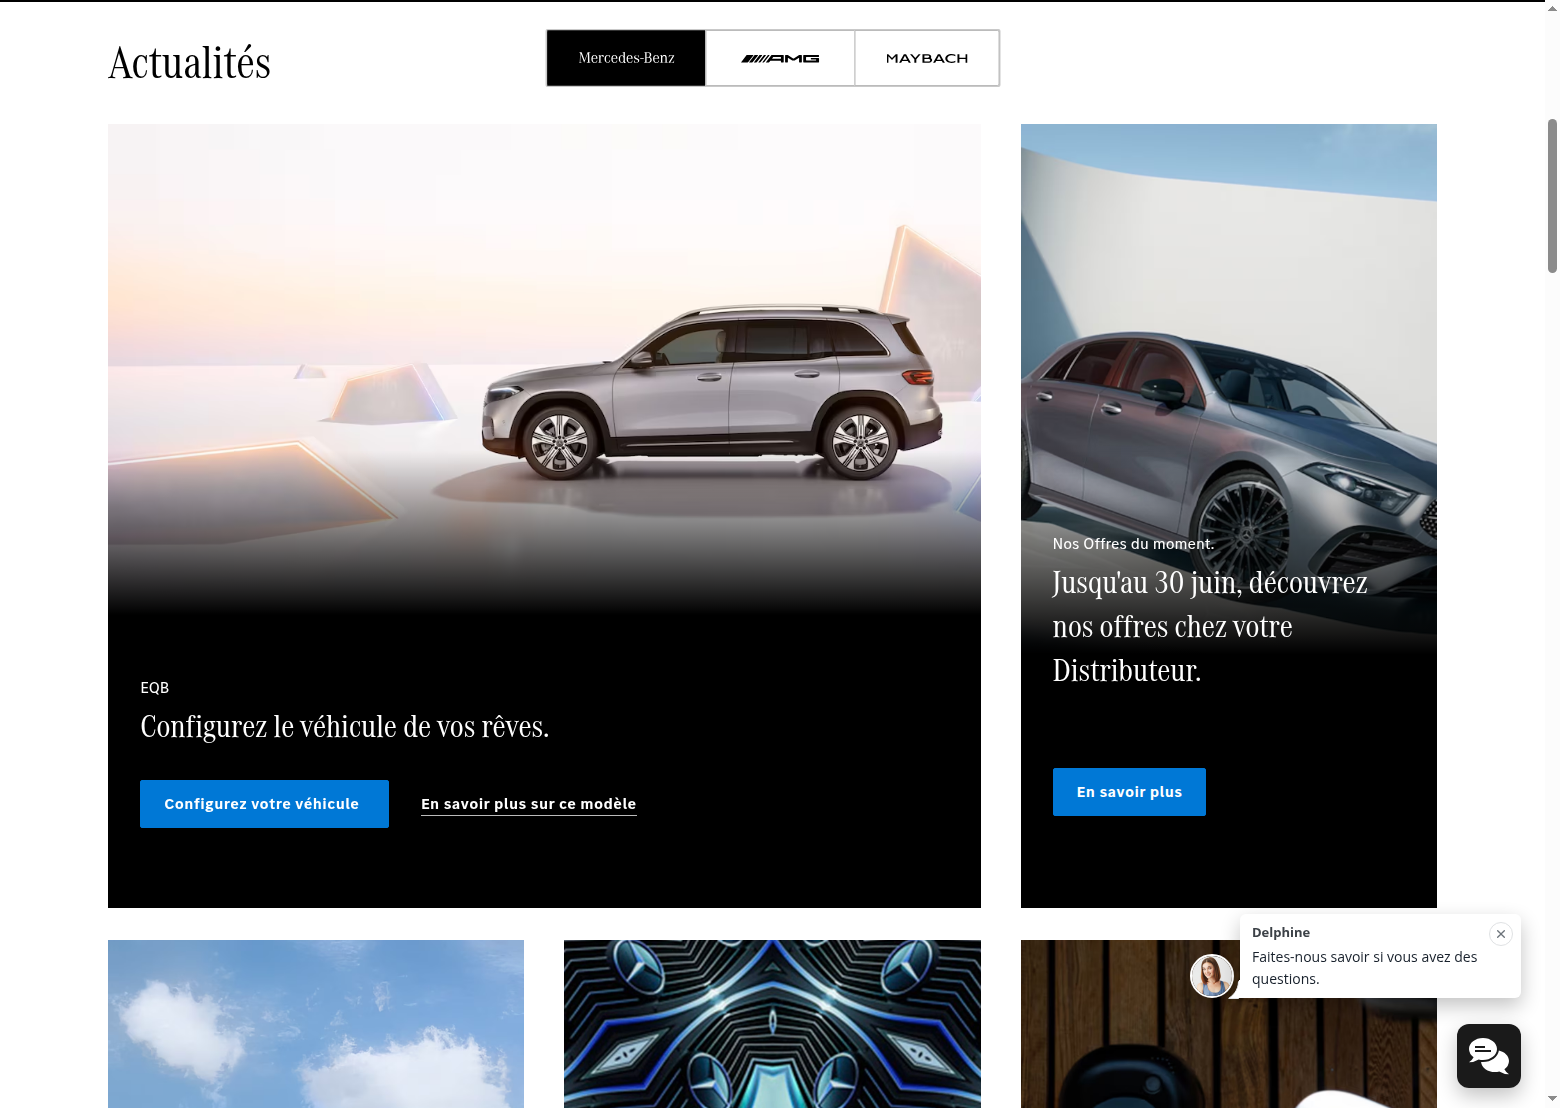 Actualités
Mercedes-Benz
AMG
MAYBACH
EQB
Configurez le véhicule de vos rêves.
Configurez votre véhicule
En savoir plus sur ce modèle
Nos Offres du moment.
Jusqu'au 30 juin, découvrez
nos offres chez votre
Distributeur.
En savoir plus
Delphine
Faites-nous savoir si vous avez des
questions.